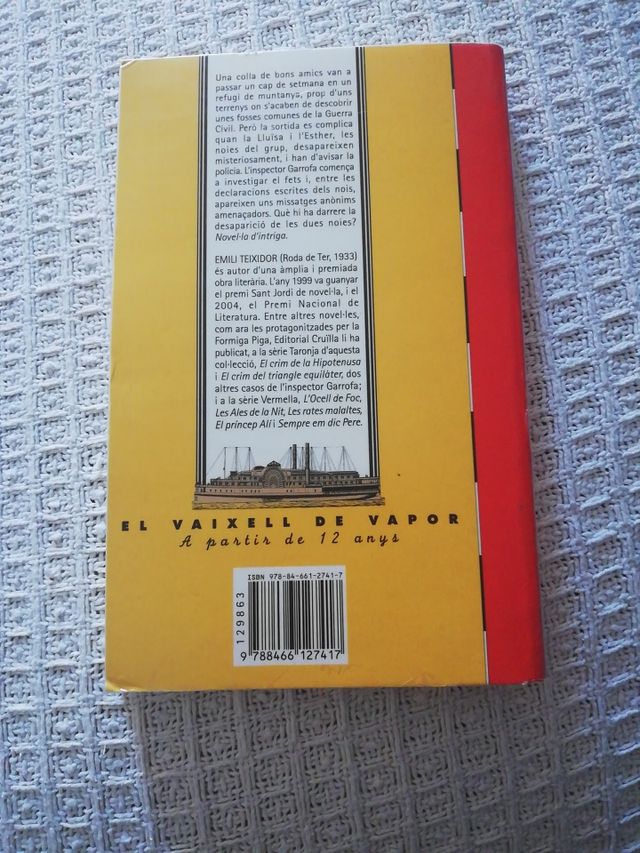 Una colla de bons amics van a
passar un cap de setmana en un
refugi de muntanya, prop d'uns
terrenys on s'acaben de descobrir
unes fosses comunes de la Guerra
Civil. Però la sortida es complica
quan la Lluïsa i l'Esther, les
noies del grup, desapareixen
misteriosament, i han d'avisar la
policia. L'inspector Garrofa comença
a investigar el fets i, entre les
declaracions escrites dels nois,
apareixen uns missatges anònims
amenaçadors. Què hi ha darrere la
desaparició de les dues noies?
Novel·la d'intriga.
EMILI TEIXIDOR (Roda de Ter, 1933)
és autor d'una àmplia i premiada
obra literària. L'any 1999 va guanyar
el premi Sant Jordi de novel·la, i el
2004, el Premi Nacional de
Literatura. Entre altres novel·les,
com ara les protagonitzades per la
Formiga Piga, Editorial Cruïlla li ha
publicat, a la sèrie Taronja d'aquesta
col·lecció, El crim de la Hipotenusa
i El crim del triangle equilàter, dos
altres casos de l'inspector Garrofa;
i a la sèrie Vermella, L'Ocell de Foc,
Les Ales de la Nit, Les rates malaltes,
El príncep Alí i Sempre em dic Pere.
EL VAIXELL DE VAPOR
A partir de 12 anys
ISBN 978-84-661-2741-7
129863
9 788466 127417